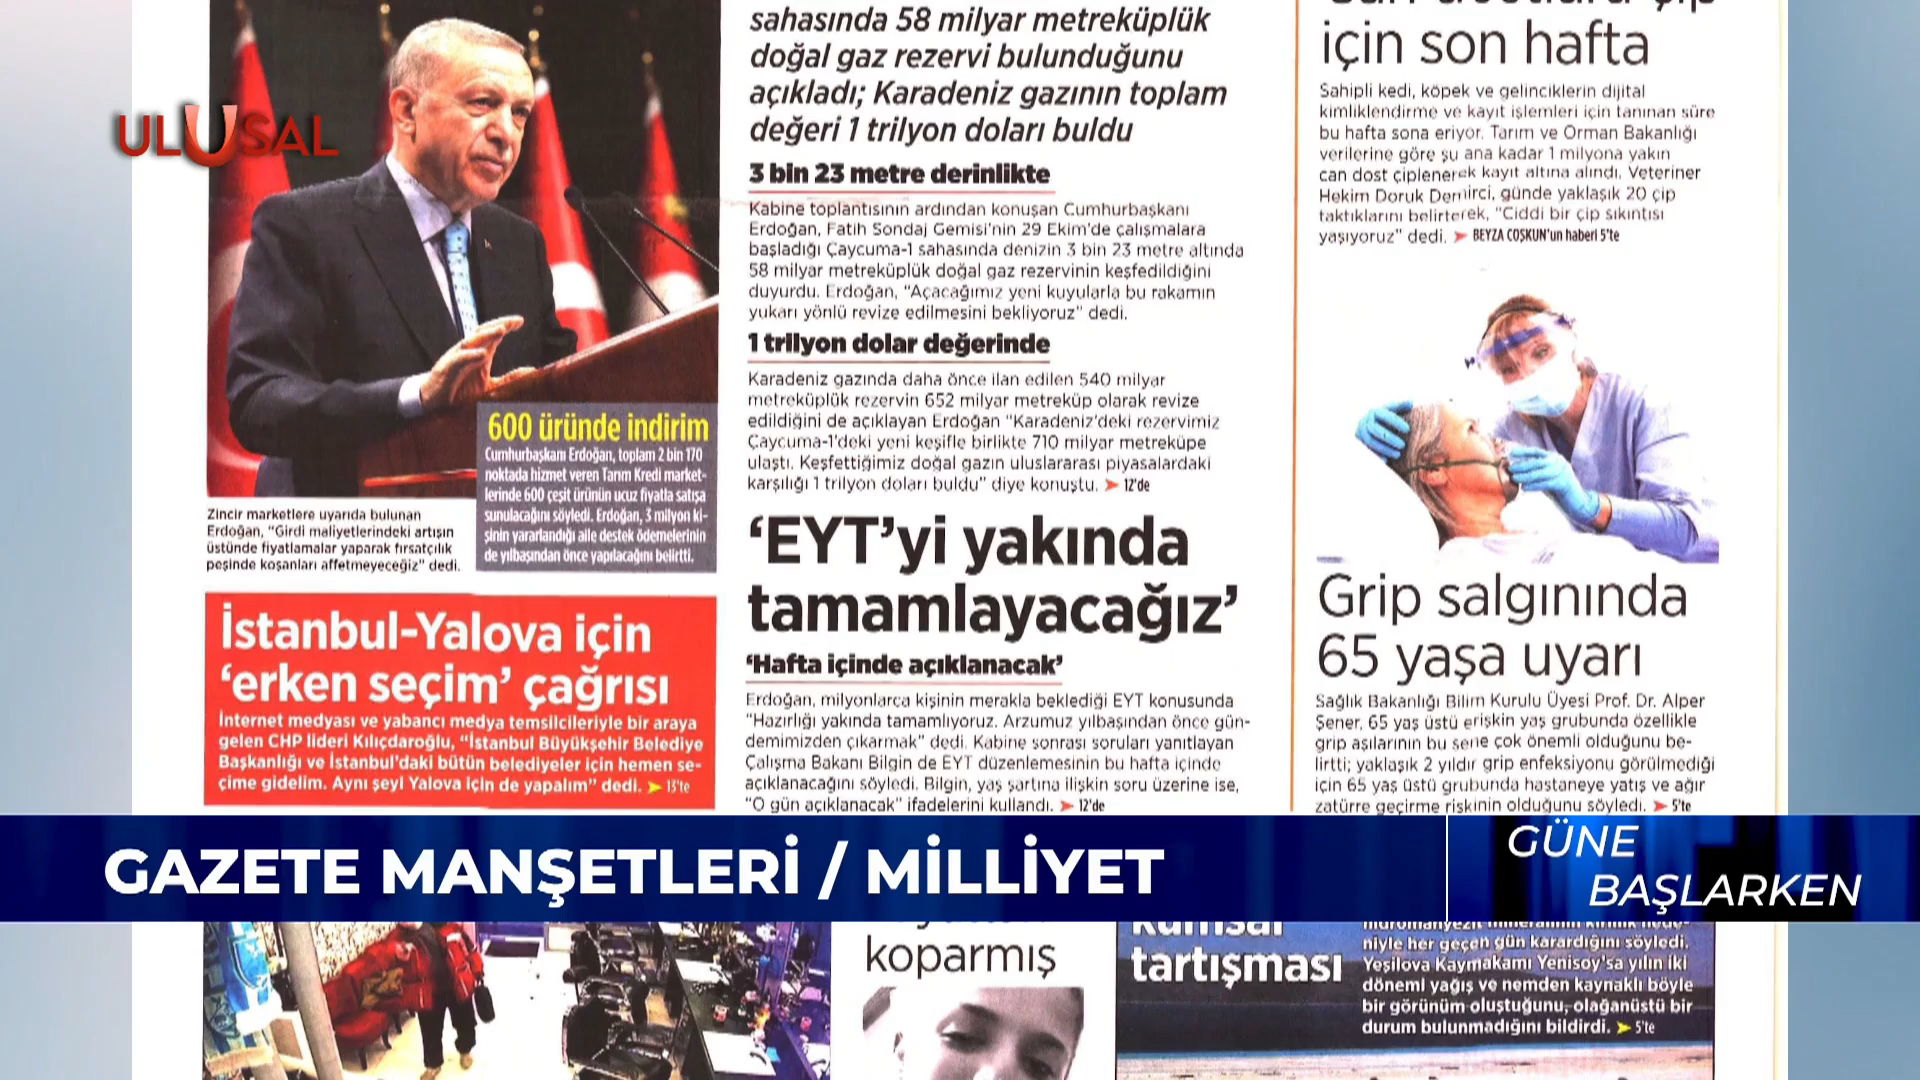 ULUSAL
sahasında 58 milyar metreküplük
doğal gaz rezervi bulunduğunu
açıkladı; Karadeniz gazının toplam
değeri 1 trilyon doları buldu
3 bin 23 metre derinlikte
Kabine toplantısının ardından konuşan Cumhurbaşkanı
Erdoğan, Fatih Sondaj Gemisi’nin 29 Ekim’de çalışmalara
başladığı Çaycuma-1 sahasında denizin 3 bin 23 metre altında
58 milyar metreküplük doğal gaz rezervinin keşfedildiğini
duyurdu. Erdoğan, “Açacağımız yeni kuyularla bu rakamın
yukarı yönlü revize edilmesini bekliyoruz” dedi.
1 trilyon dolar değerinde
Karadeniz gazında daha önce ilan edilen 540 milyar
metreküplük rezervin 652 milyar metreküp olarak revize
edildiğini de açıklayan Erdoğan “Karadeniz’deki rezervimiz
Çaycuma-1’deki yeni keşifle birlikte 710 milyar metreküpe
ulaştı. Keşfettiğimiz doğal gazın uluslararası piyasalardaki
karşılığı 1 trilyon doları buldu” diye konuştu. ➤ 12’de
600 üründe indirim
Cumhurbaşkanı Erdoğan, toplam 2 bin 170
noktada hizmet veren Tarım Kredi market-
lerinde 600 çeşit ürünün ucuz fiyatla satışa
sunulacağını söyledi. Erdoğan, 3 milyon ki-
şinin yararlandığı aile destek ödemelerinin
de yılbaşından önce yapılacağını belirtti.
Zincir marketlere uyarıda bulunan
Erdoğan, “Girdi maliyetlerindeki artışın
üstünde fiyatlamalar yaparak fırsatçılık
peşinde koşanları affetmeyeceğiz” dedi.
İstanbul-Yalova için
‘erken seçim’ çağrısı
İnternet medyası ve yabancı medya temsilcileriyle bir araya
gelen CHP lideri Kılıçdaroğlu, “İstanbul Büyükşehir Belediye
Başkanlığı ve İstanbul’daki bütün belediyeler için hemen se-
çime gidelim. Aynı şeyi Yalova için de yapalım” dedi. ➤ 13’te
‘EYT’yi yakında
tamamlayacağız’
‘Hafta içinde açıklanacak’
Erdoğan, milyonlarca kişinin merakla beklediği EYT konusunda
“Hazırlığı yakında tamamlıyoruz. Arzumuz yılbaşından önce gün-
demimizden çıkarmak” dedi. Kabine sonrası soruları yanıtlayan
Çalışma Bakanı Bilgin de EYT düzenlemesinin bu hafta içinde
açıklanacağını söyledi. Bilgin, yaş şartına ilişkin soru üzerine ise,
“O gün açıklanacak” ifadelerini kullandı. ➤ 12’de
için son hafta
Sahipli kedi, köpek ve gelinciklerin dijital
kimliklendirme ve kayıt işlemleri için tanınan süre
bu hafta sona eriyor. Tarım ve Orman Bakanlığı
verilerine göre şu ana kadar 1 milyona yakın
can dost çiplenerek kayıt altına alındı. Veteriner
Hekim Doruk Demirci, günde yaklaşık 20 çip
taktıklarını belirterek, “Ciddi bir çip sıkıntısı
yaşıyoruz” dedi. ➤ BEYZA COŞKUN’un haberi 5’te
Grip salgınında
65 yaşa uyarı
Sağlık Bakanlığı Bilim Kurulu Üyesi Prof. Dr. Alper
Şener, 65 yaş üstü erişkin yaş grubunda özellikle
grip aşılarının bu sene çok önemli olduğunu be-
lirtti; yaklaşık 2 yıldır grip enfeksiyonu görülmediği
için 65 yaş üstü grubunda hastaneye yatış ve ağır
zatürre geçirme riskinin olduğunu söyledi. ➤ 5’te
GAZETE MANŞETLERİ / MİLLİYET
GÜNE
BAŞLARKEN
koparmış
kumsal
tartışması
niyle her geçen gün karardığını söyledi.
Yeşilova Kaymakamı Yenisoy’sa yılın iki
dönemi yağış ve nemden kaynaklı böyle
bir görünüm oluştuğunu, olağanüstü bir
durum bulunmadığını bildirdi. ➤ 5’te